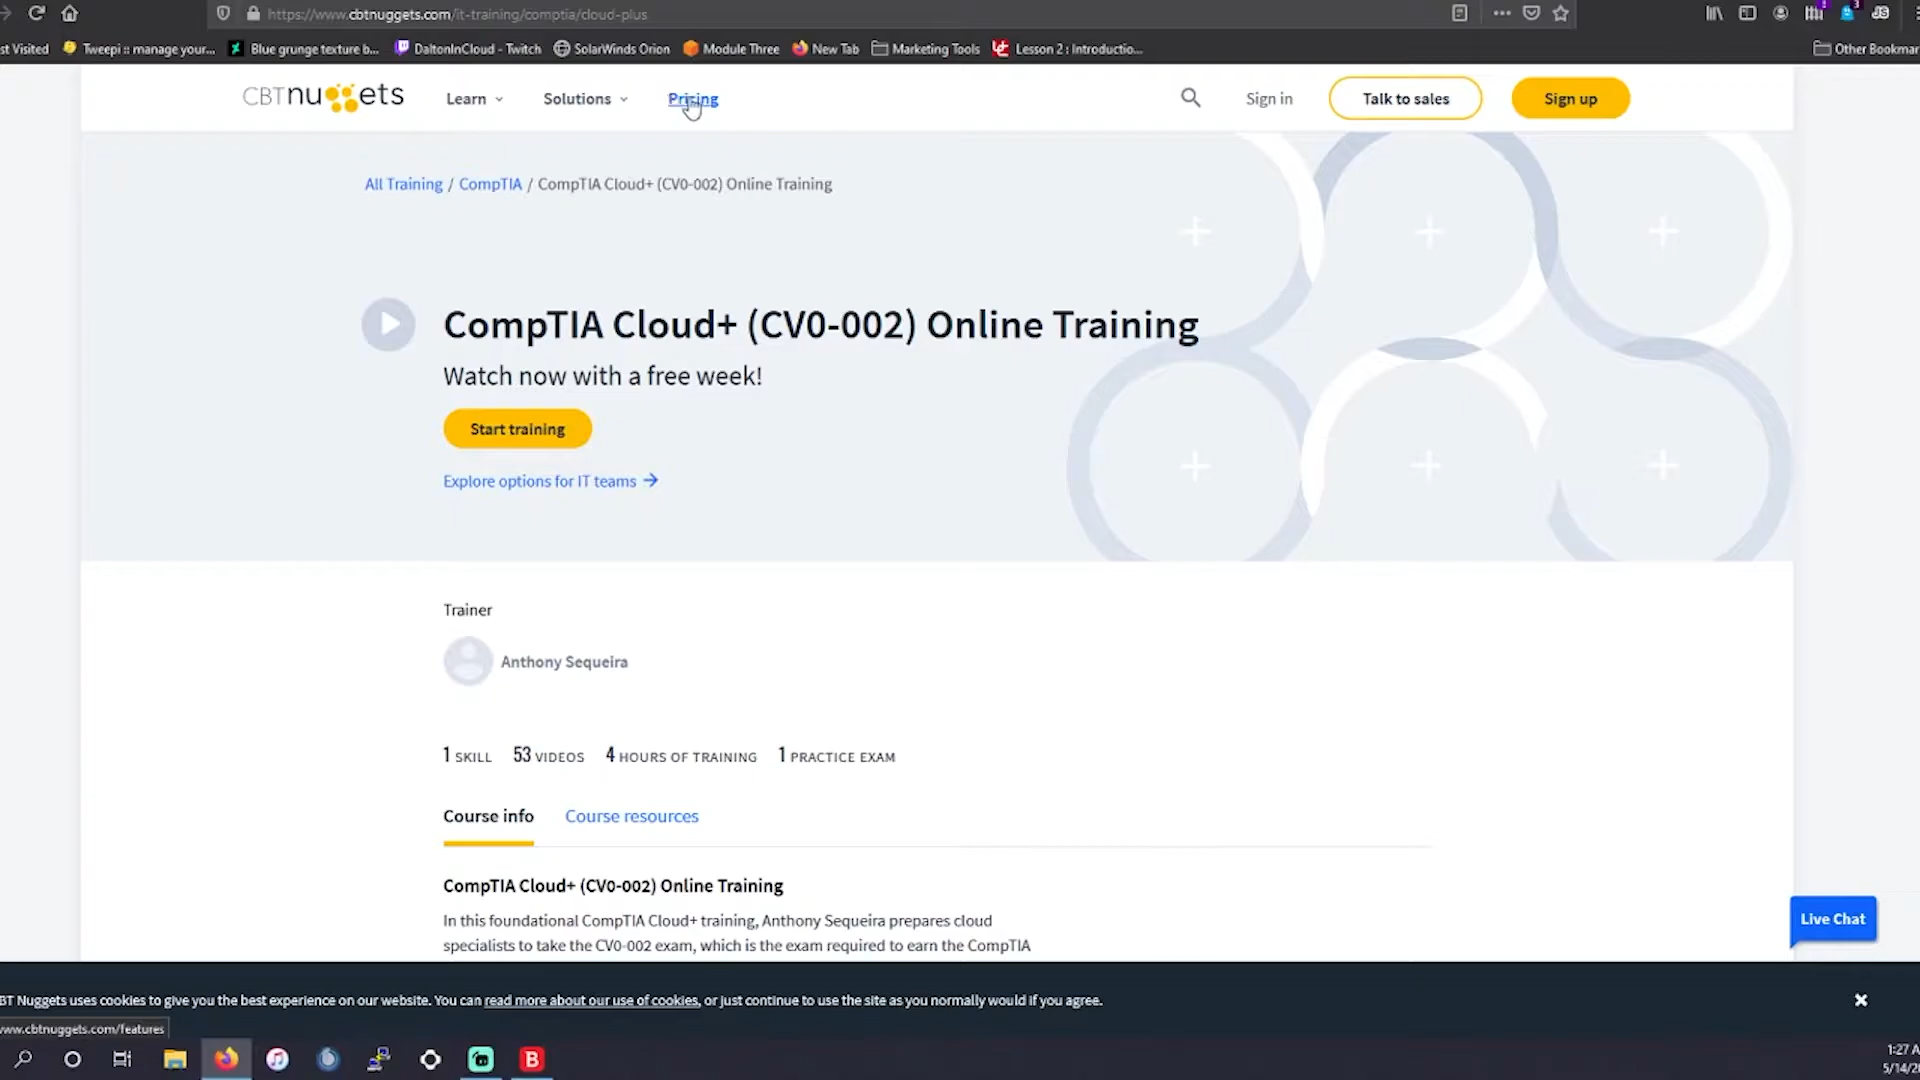 https://www.cbtnuggets.com/it-training/comptia/cloud-plus
st Visited
Tweepi :: manage your...
Blue grunge texture b...
DaltonInCloud - Twitch
SolarWinds Orion
Module Three
New Tab
Marketing Tools
Lesson 2 : Introductio...
Other Bookmar
CBTnuggets
Learn
Solutions
Pricing
Sign in
Talk to sales
Sign up
All Training / CompTIA / CompTIA Cloud+ (CV0-002) Online Training
CompTIA Cloud+ (CV0-002) Online Training
Watch now with a free week!
Start training
Explore options for IT teams
Trainer
Anthony Sequeira
1 SKILL
53 VIDEOS
4 HOURS OF TRAINING
1 PRACTICE EXAM
Course info
Course resources
CompTIA Cloud+ (CV0-002) Online Training
In this foundational CompTIA Cloud+ training, Anthony Sequeira prepares cloud
specialists to take the CV0-002 exam, which is the exam required to earn the CompTIA
Live Chat
BT Nuggets uses cookies to give you the best experience on our website. You can read more about our use of cookies, or just continue to use the site as you normally would if you agree.
www.cbtnuggets.com/features
B
1:27 A
5/14/2